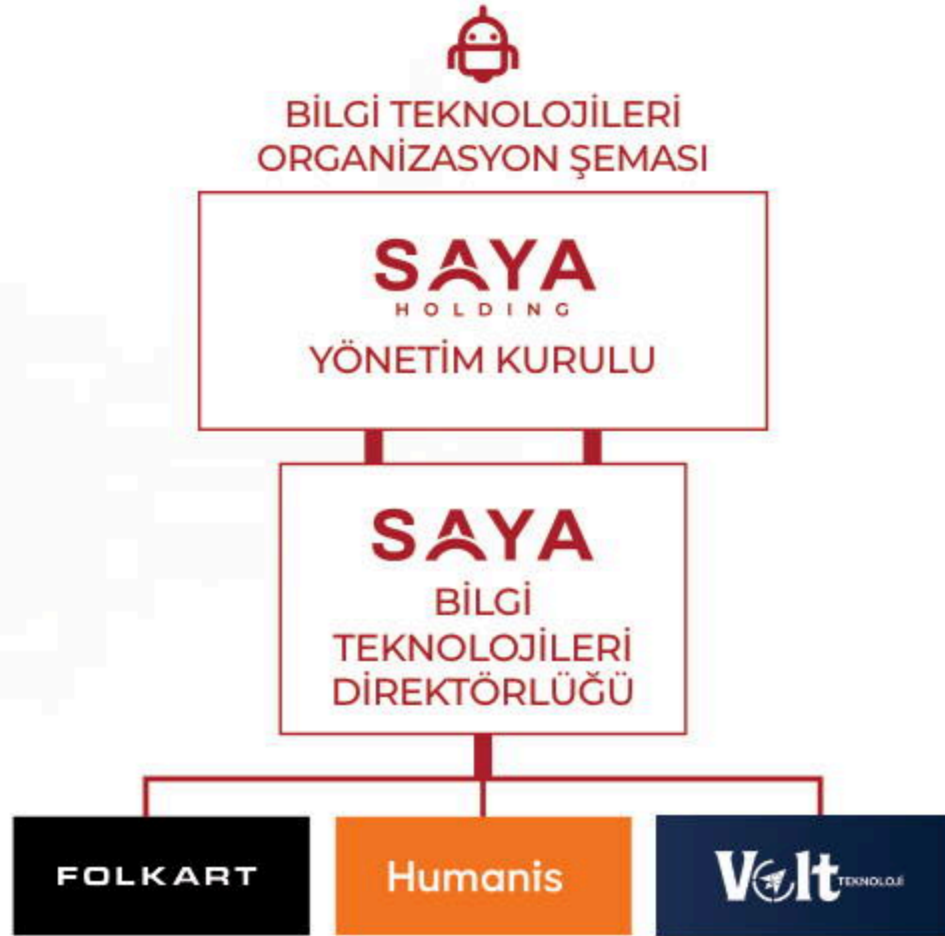 BİLGİ TEKNOLOJİLERİ
ORGANİZASYON ŞEMASI
SAYA
HOLDING
YÖNETİM KURULU
SAYA
BİLGİ
TEKNOLOJİLERİ
DİREKTÖRLÜĞÜ
FOLKART
Humanis
Volt TEKNOLOJİ